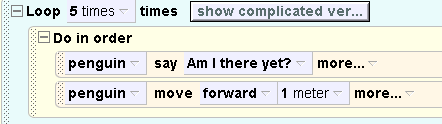 Loop 5 times times show complicated ver...
Do in order
penguin say Am I there yet? more...
penguin move forward 1 meter more...